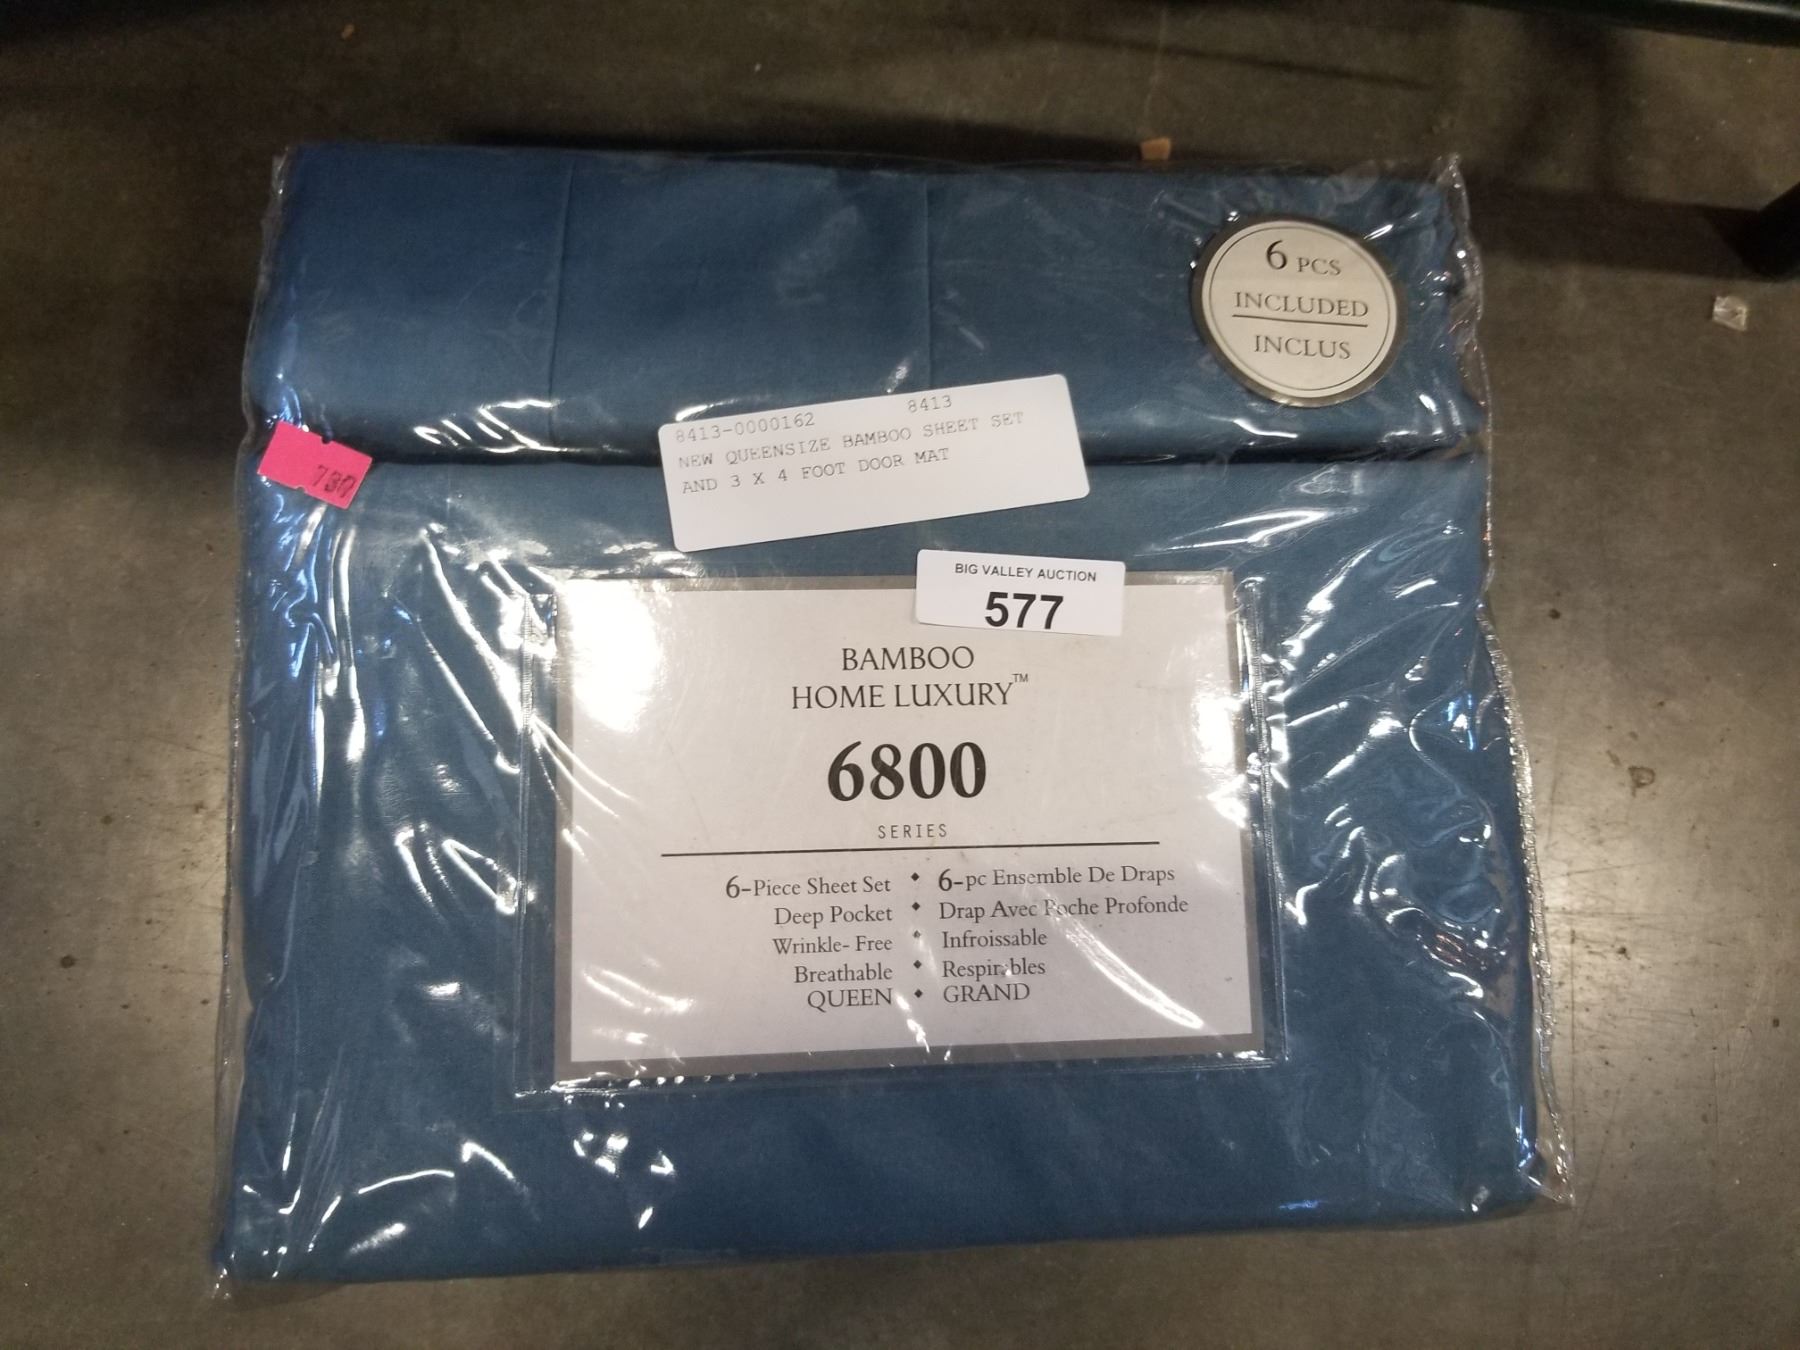 6 PCS
INCLUDED
INCLUS
8413-0000162 8413
NEW QUEENSIZE BAMBOO SHEET SET
AND 3 X 4 FOOT DOOR MAT
730
BIG VALLEY AUCTION
577
BAMBOO
HOME LUXURY™
6800
SERIES
6-Piece Sheet Set ◆ 6-pc Ensemble De Draps
Deep Pocket ◆ Drap Avec Poche Profonde
Wrinkle- Free ◆ Infroissable
Breathable ◆ Respirables
QUEEN ◆ GRAND